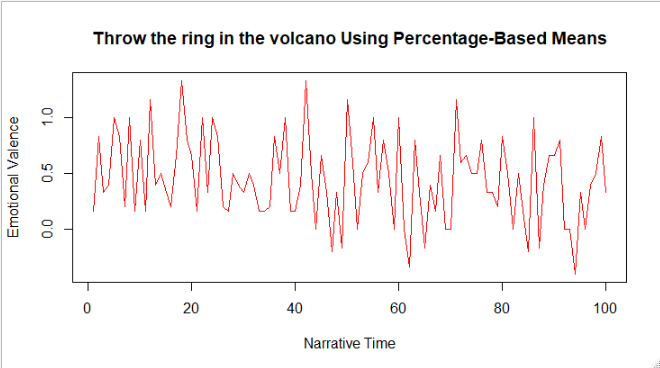 Throw the ring in the volcano Using Percentage-Based Means
Emotional Valence
1.0
0.5
0.0
0 20 40 60 80 100
Narrative Time